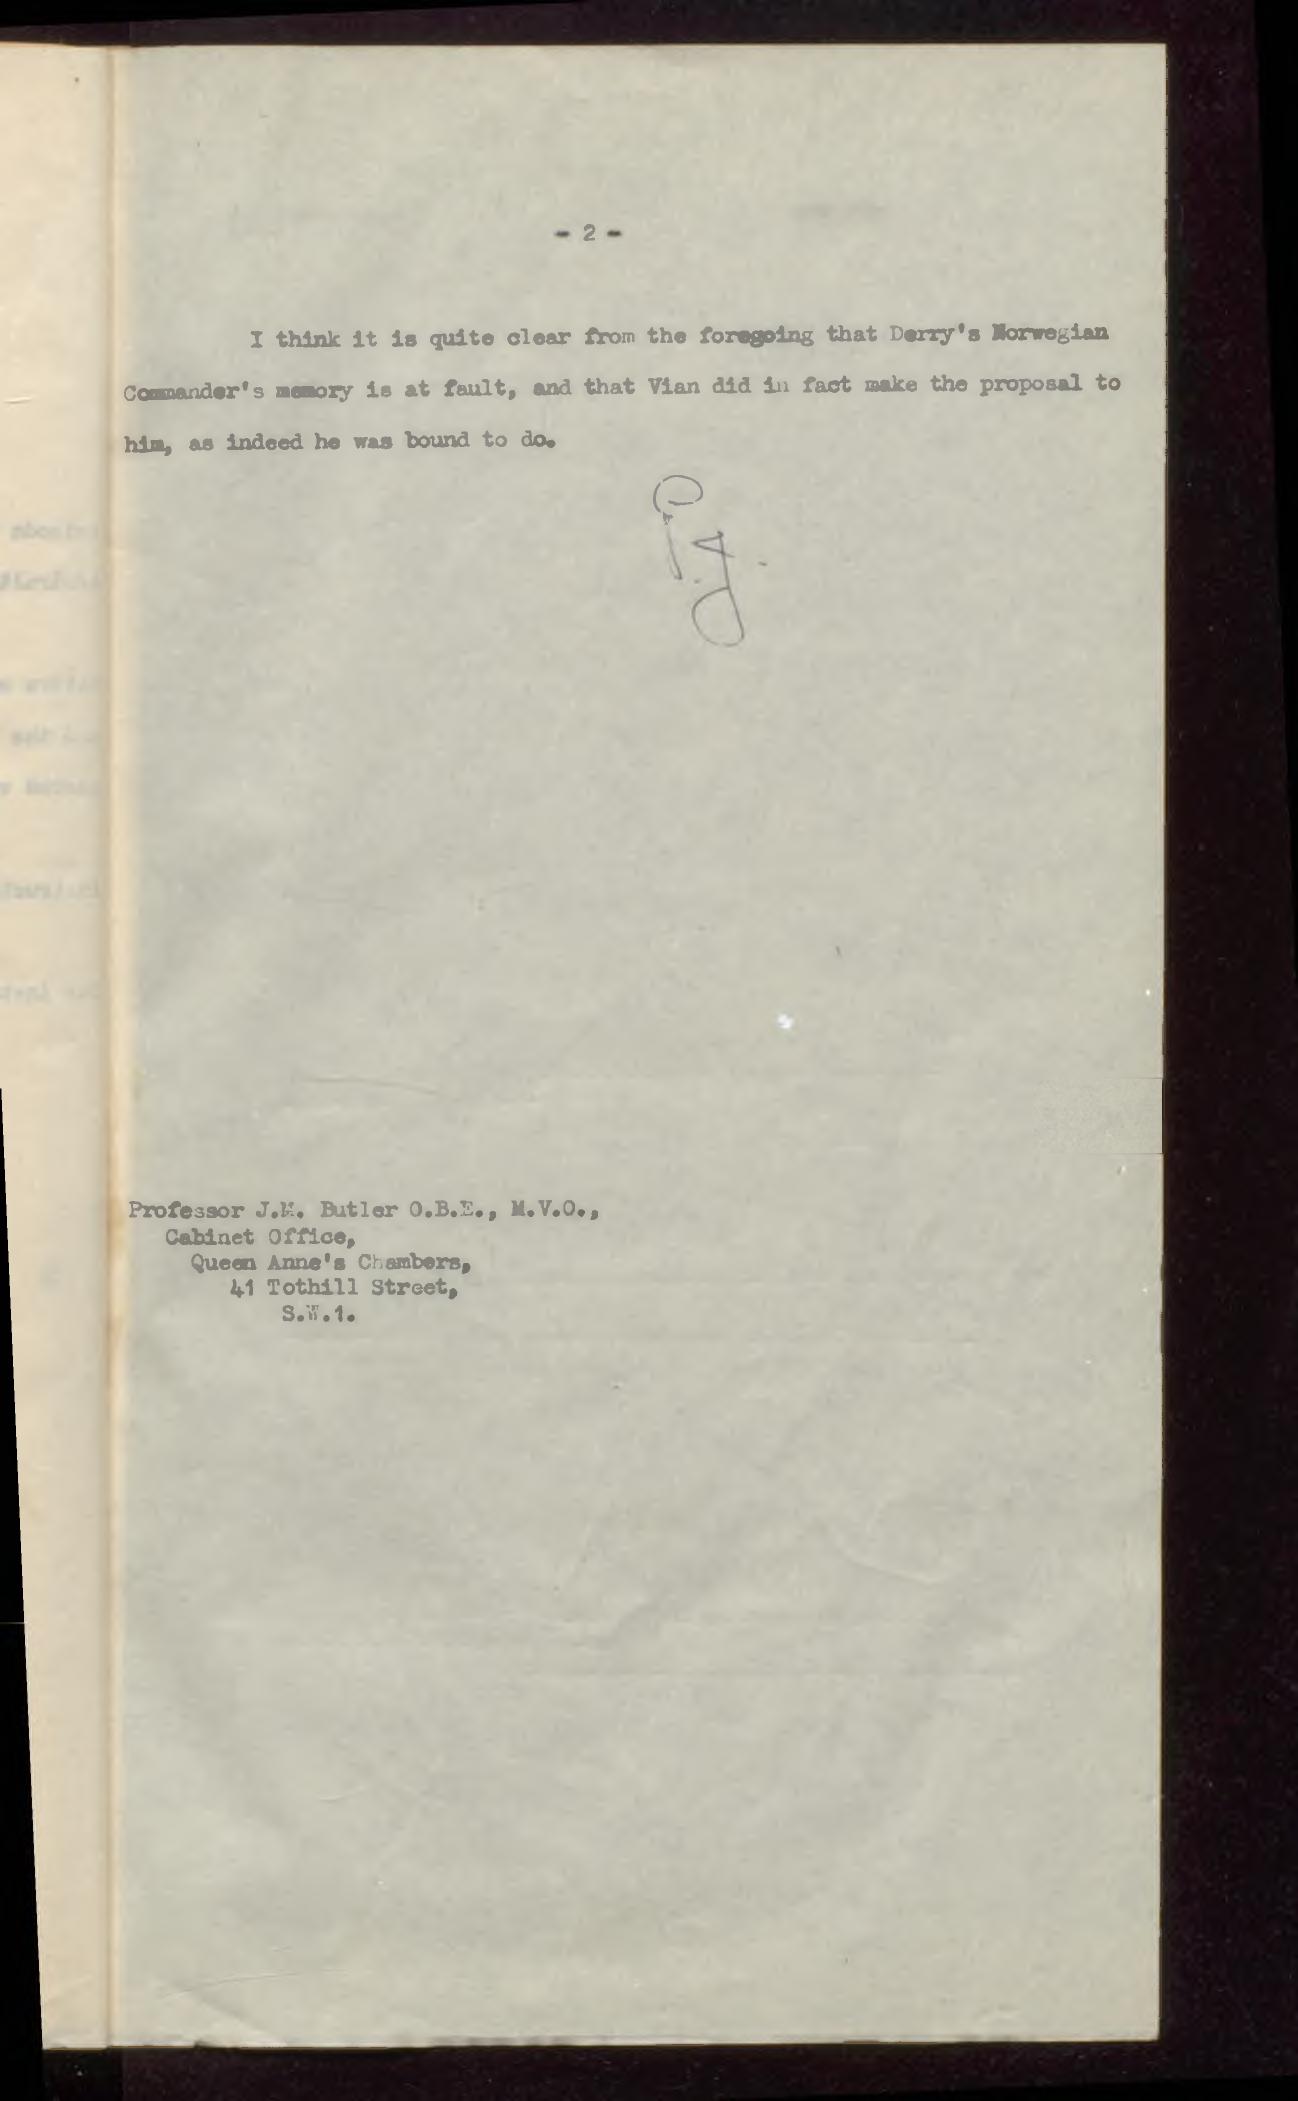 - 2 -
I think it is quite clear from the foregoing that Derry's Norwegian
Commander's memory is at fault, and that Vian did in fact make the proposal to
him, as indeed he was bound to do.
Professor J.M. Butler O.B.E., M.V.O.,
Cabinet Office,
Queen Anne's Chambers,
41 Tothill Street,
S.W.1.